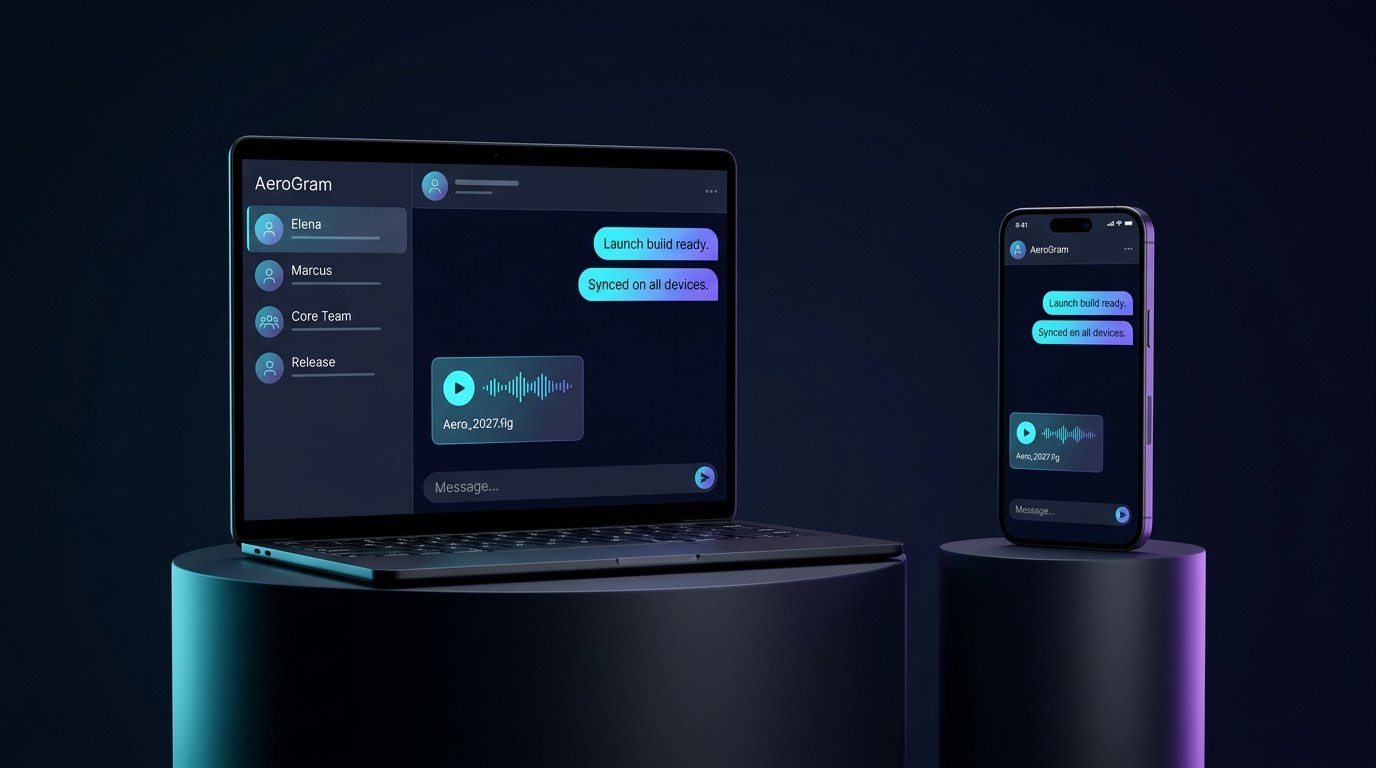 AeroGram
Elena
Marcus
Core Team
Release
Launch build ready.
Synced on all devices.
Aero_2027.fig
Message...
8:41
AeroGram
Launch build ready.
Synced en all devices.
Aero_2027.fig
Messsge...